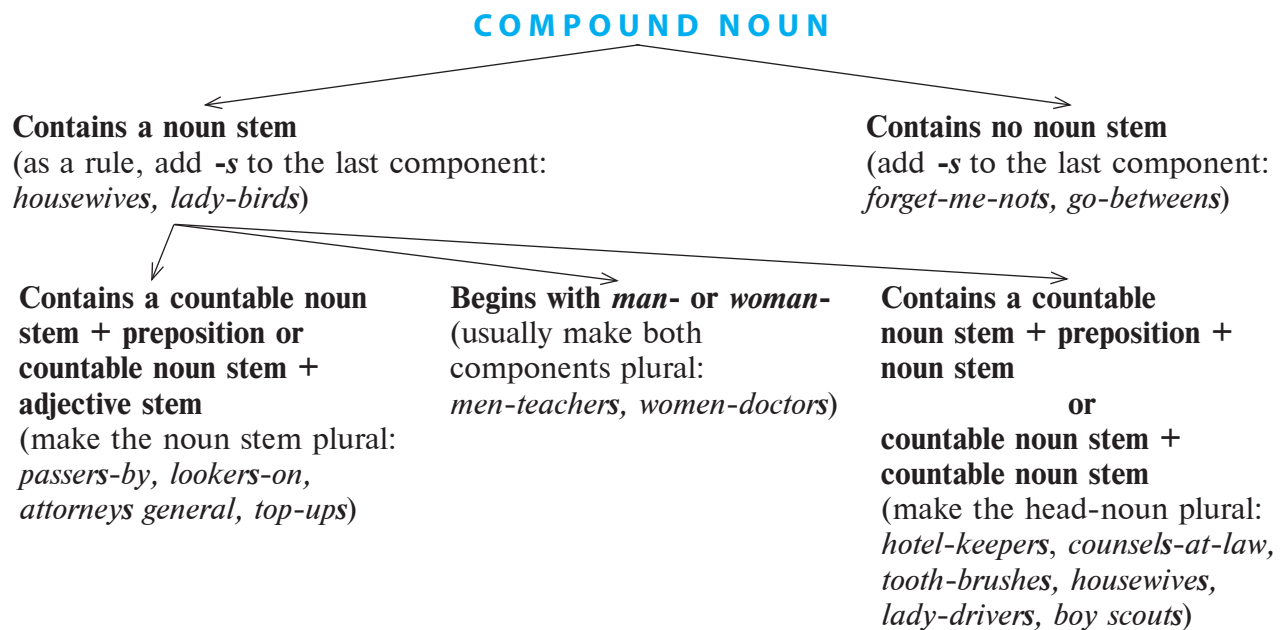 COMPOUND NOUN
Contains a noun stem
(as a rule, add -s to the last component:
housewives, lady-birds)
Contains no noun stem
(add -s to the last component:
forget-me-nots, go-betweens)
Contains a countable noun
stem + preposition or
countable noun stem +
adjective stem
(make the noun stem plural:
passers-by, lookers-on,
attorneys general, top-ups)
Begins with man- or woman-
(usually make both
components plural:
men-teachers, women-doctors)
Contains a countable
noun stem + preposition +
noun stem
or
countable noun stem +
countable noun stem
(make the head-noun plural:
hotel-keepers, counsels-at-law,
tooth-brushes, housewives,
lady-drivers, boy scouts)